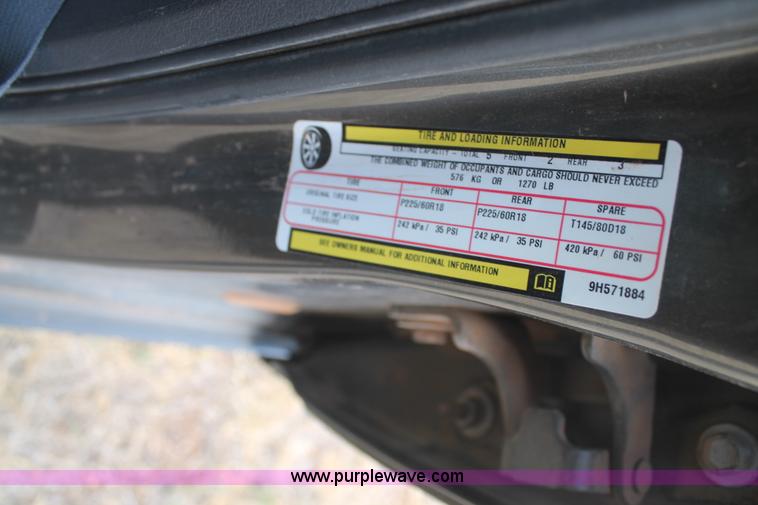 TIRE AND LOADING INFORMATION
SEATING CAPACITY - TOTAL 5 FRONT 2 REAR 3
THE COMBINED WEIGHT OF OCCUPANTS AND CARGO SHOULD NEVER EXCEED
576 KG OR 1270 LB
TIRE FRONT REAR SPARE
ORIGINAL TIRE SIZE P225/60R18 P225/60R18 T145/80D18
COLD TIRE INFLATION PRESSURE 242 kPa / 35 PSI 242 kPa / 35 PSI 420 kPa / 60 PSI
SEE OWNERS MANUAL FOR ADDITIONAL INFORMATION
9H571884
www.purplewave.com